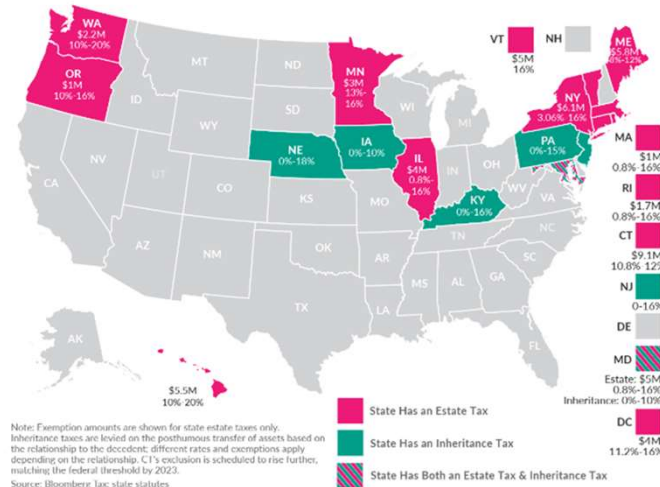 WA
$2.2M
10%-20%
OR
$1M
10%-16%
MT
ID
WY
NV
UT
CA
AZ
CO
NM
ND
SD
NE
0%-18%
KS
OK
TX
MN
$3M
13%-
16%
IA
0%-10%
MO
AR
LA
WI
IL
$4M
0.8%-
16%
MI
IN
OH
KY
0%-16%
TN
MS
AL
GA
FL
SC
NC
VA
WV
PA
0%-15%
NY
$6.1M
3.06%-16%
VT
$5M
16%
NH
ME
$5.8M
8%-12%
MA
$1M
0.8%-16%
RI
$1.7M
0.8%-16%
CT
$9.1M
10.8%-12%
NJ
0-16%
DE
MD
Estate: $5M
0.8%-16%
Inheritance: 0%-10%
DC
$4M
11.2%-16%
AK
$5.5M
10%-20%
State Has an Estate Tax
State Has an Inheritance Tax
State Has Both an Estate Tax & Inheritance Tax
Note: Exemption amounts are shown for state estate taxes only.
Inheritance taxes are levied on the posthumous transfer of assets based on
the relationship to the decedent; different rates and exemptions apply
depending on the relationship. CT's exclusion is scheduled to rise further,
matching the federal threshold by 2023.
Source: Bloomberg Tax; state statutes